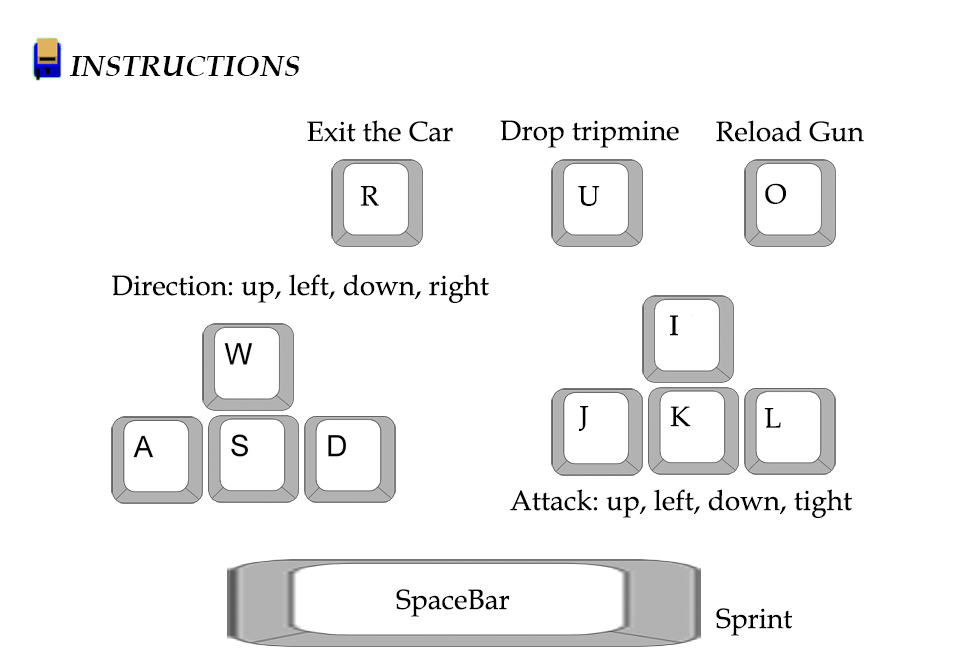 INSTRUCTIONS
Exit the Car
Drop tripmine
Reload Gun
R
U
O
Direction: up, left, down, right
W
A
S
D
I
J
K
L
Attack: up, left, down, tight
SpaceBar
Sprint